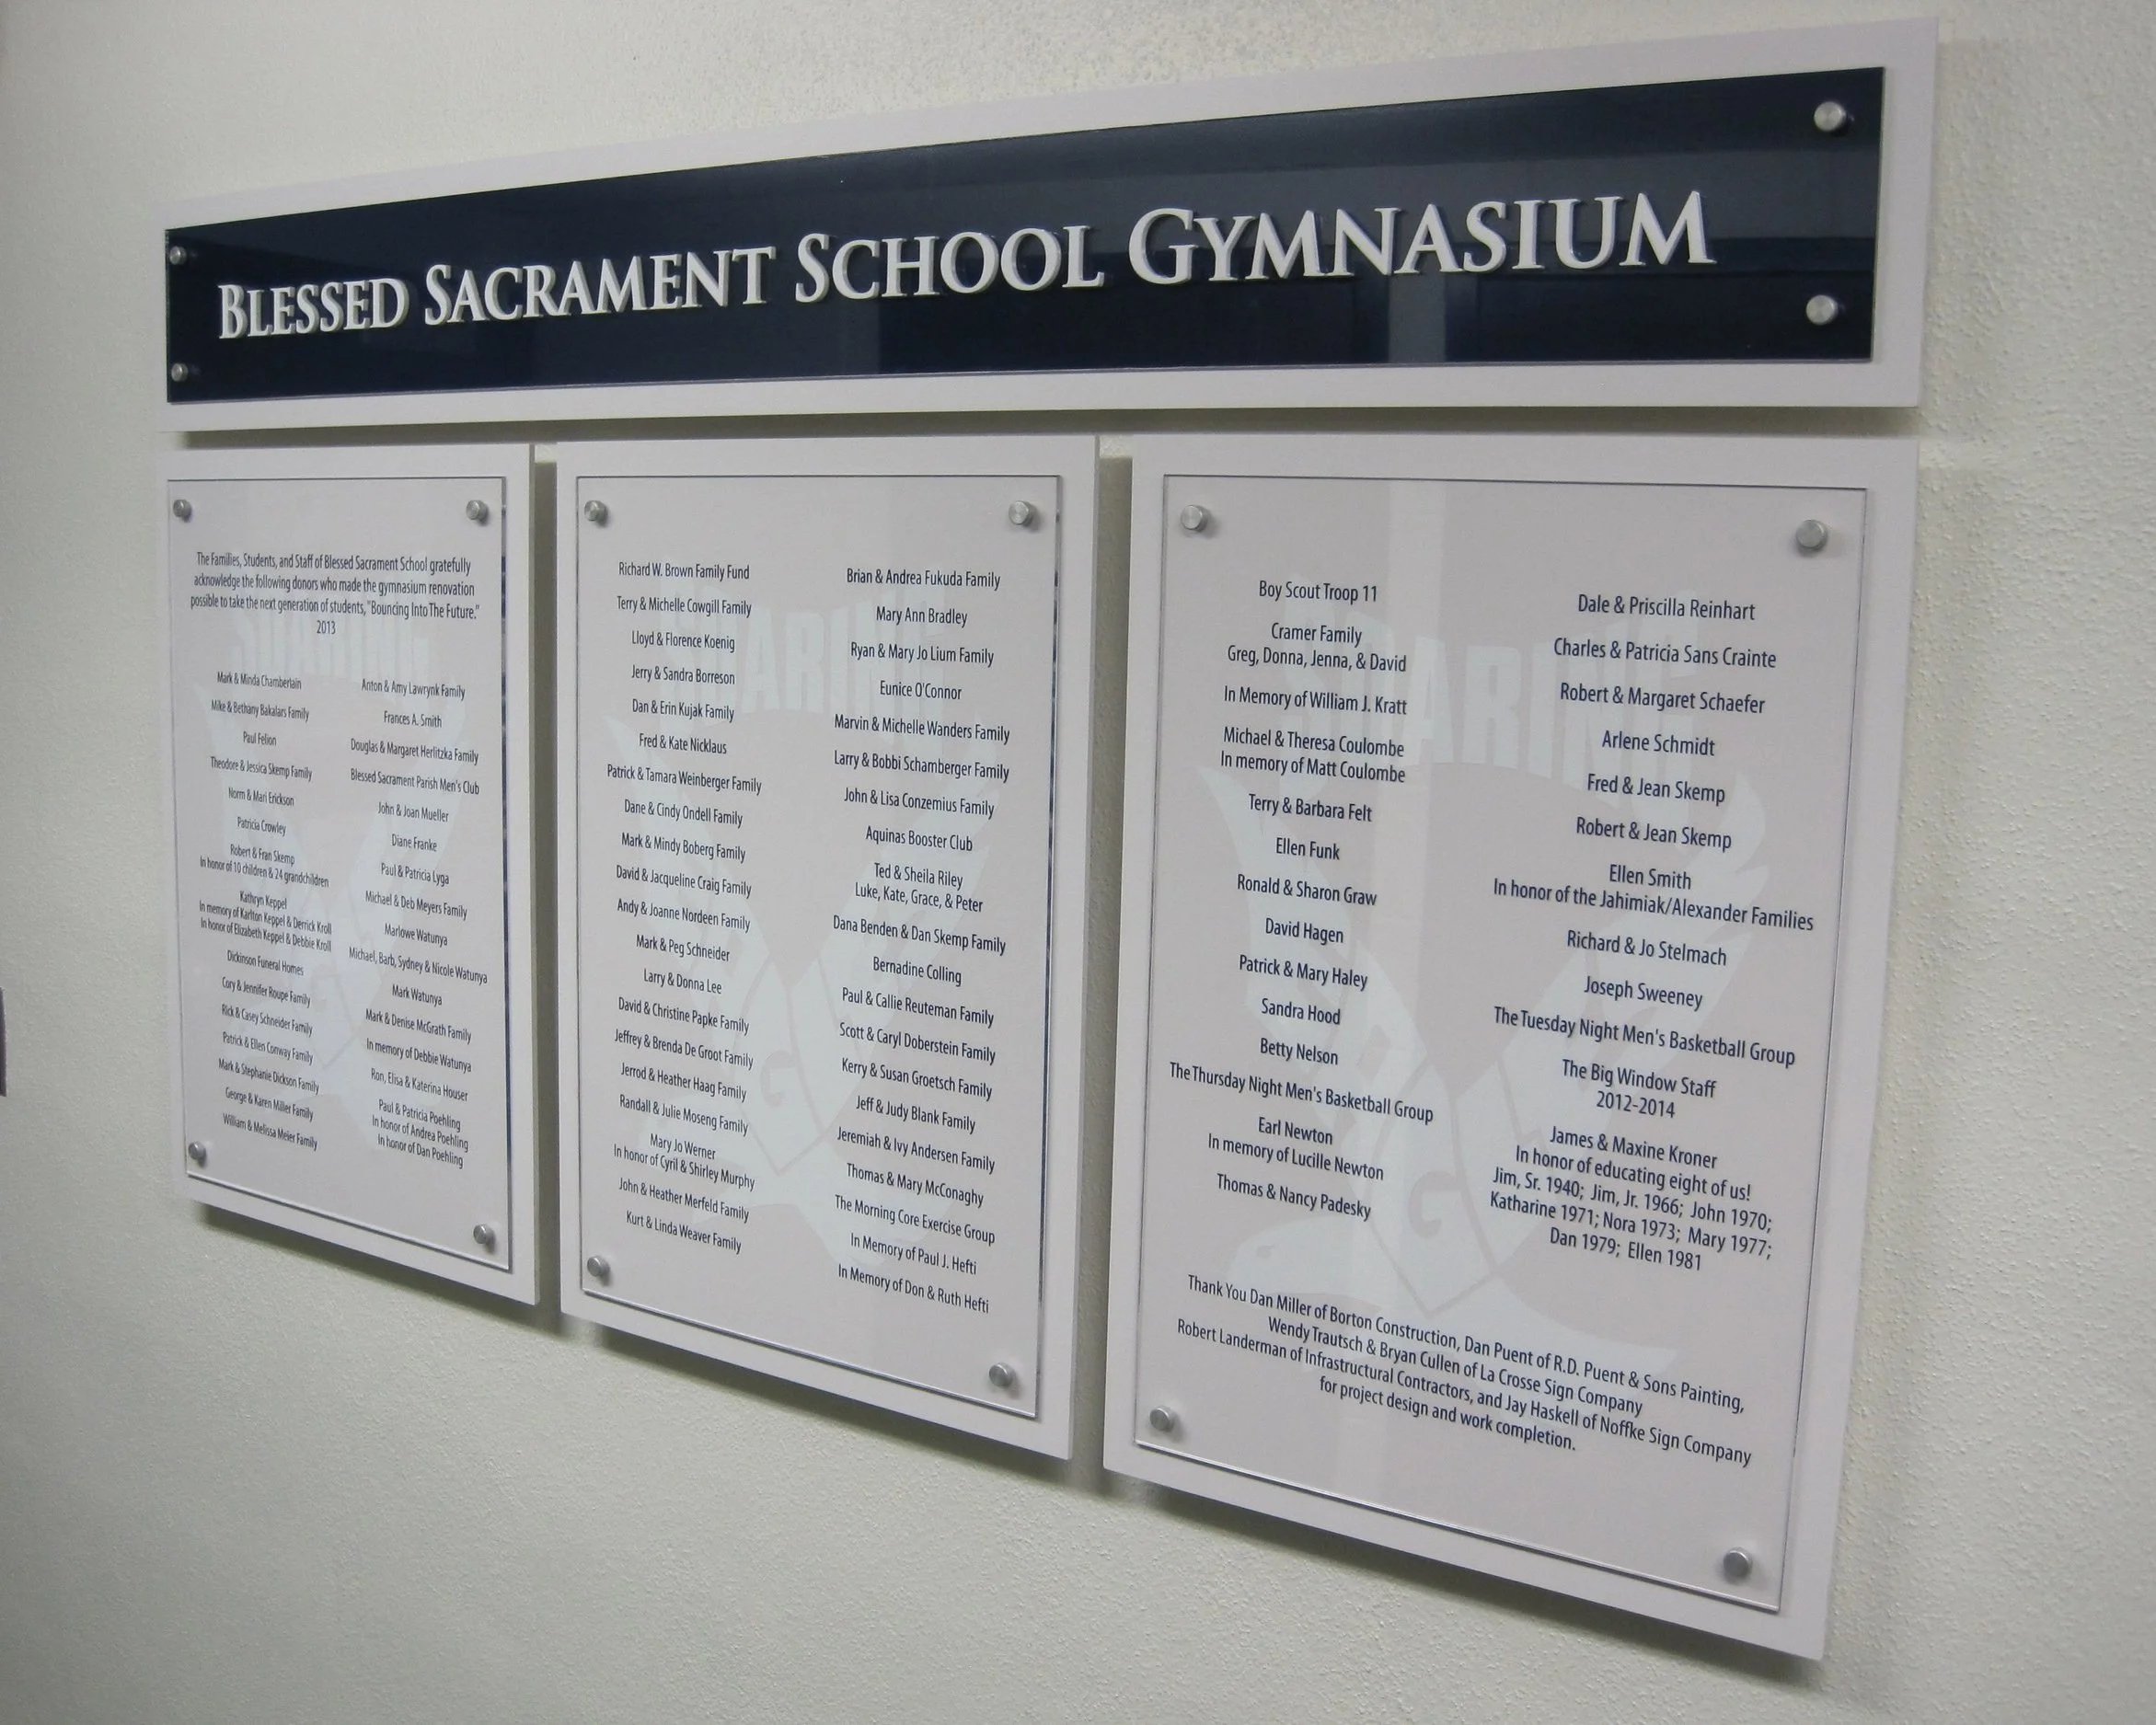 BLESSED SACRAMENT SCHOOL GYMNASIUM
The Families, Students, and Staff of Blessed Sacrament School gratefully
acknowledge the following donors who made the gymnasium renovation
possible to take the next generation of students, "Bouncing Into The Future."
2013
Mark & Minda Chamberlain
Mike & Bethany Bakalars Family
Paul Felion
Theodore & Jessica Skemp Family
Norm & Mari Erickson
Patricia Crowley
Robert & Fran Skemp
In honor of 10 children & 24 grandchildren
Kathryn Keppel
In memory of Karlton Keppel & Derrick Kroll
In honor of Elizabeth Keppel & Debbie Kroll
Dickinson Funeral Homes
Cory & Jennifer Roupe Family
Rick & Casey Schneider Family
Patrick & Ellen Conway Family
Mark & Stephanie Dickson Family
George & Karen Miller Family
William & Melissa Meier Family
Anton & Amy Lawrynk Family
Frances A. Smith
Douglas & Margaret Herlitzka Family
Blessed Sacrament Parish Men's Club
John & Joan Mueller
Diane Franke
Paul & Patricia Lyga
Michael & Deb Meyers Family
Marlowe Watunya
Michael, Barb, Sydney & Nicole Watunya
Mark Watunya
Mark & Denise McGrath Family
In memory of Debbie Watunya
Ron, Elisa & Katerina Houser
Paul & Patricia Poehling
In honor of Andrea Poehling
In honor of Dan Poehling
Richard W. Brown Family Fund
Terry & Michelle Cowgill Family
Lloyd & Florence Koenig
Jerry & Sandra Borreson
Dan & Erin Kujak Family
Fred & Kate Nicklaus
Patrick & Tamara Weinberger Family
Dane & Cindy Ondell Family
Mark & Mindy Boberg Family
David & Jacqueline Craig Family
Andy & Joanne Nordeen Family
Mark & Peg Schneider
Larry & Donna Lee
David & Christine Papke Family
Jeffrey & Brenda De Groot Family
Jerrod & Heather Haag Family
Randall & Julie Moseng Family
Mary Jo Werner
In honor of Cyril & Shirley Murphy
John & Heather Merfeld Family
Kurt & Linda Weaver Family
Brian & Andrea Fukuda Family
Mary Ann Bradley
Ryan & Mary Jo Lium Family
Eunice O'Connor
Marvin & Michelle Wanders Family
Larry & Bobbi Schamberger Family
John & Lisa Conzemius Family
Aquinas Booster Club
Ted & Sheila Riley
Luke, Kate, Grace, & Peter
Dana Benden & Dan Skemp Family
Bernadine Colling
Paul & Callie Reuteman Family
Scott & Caryl Doberstein Family
Kerry & Susan Groetsch Family
Jeff & Judy Blank Family
Jeremiah & Ivy Andersen Family
Thomas & Mary McConaghy
The Morning Core Exercise Group
In Memory of Paul J. Hefti
In Memory of Don & Ruth Hefti
Boy Scout Troop 11
Cramer Family
Greg, Donna, Jenna, & David
In Memory of William J. Kratt
Michael & Theresa Coulombe
In memory of Matt Coulombe
Terry & Barbara Felt
Ellen Funk
Ronald & Sharon Graw
David Hagen
Patrick & Mary Haley
Sandra Hood
Betty Nelson
The Thursday Night Men's Basketball Group
Earl Newton
In memory of Lucille Newton
Thomas & Nancy Padesky
Dale & Priscilla Reinhart
Charles & Patricia Sans Crainte
Robert & Margaret Schaefer
Arlene Schmidt
Fred & Jean Skemp
Robert & Jean Skemp
Ellen Smith
In honor of the Jahimiak/Alexander Families
Richard & Jo Stelmach
Joseph Sweeney
The Tuesday Night Men's Basketball Group
The Big Window Staff
2012-2014
James & Maxine Kroner
In honor of educating eight of us!
Jim, Sr. 1940; Jim, Jr. 1966; John 1970;
Katharine 1971; Nora 1973; Mary 1977;
Dan 1979; Ellen 1981
Thank You Dan Miller of Borton Construction, Dan Puent of R.D. Puent & Sons Painting,
Wendy Trautsch & Bryan Cullen of La Crosse Sign Company
Robert Landerman of Infrastructural Contractors, and Jay Haskell of Noffke Sign Company
for project design and work completion.